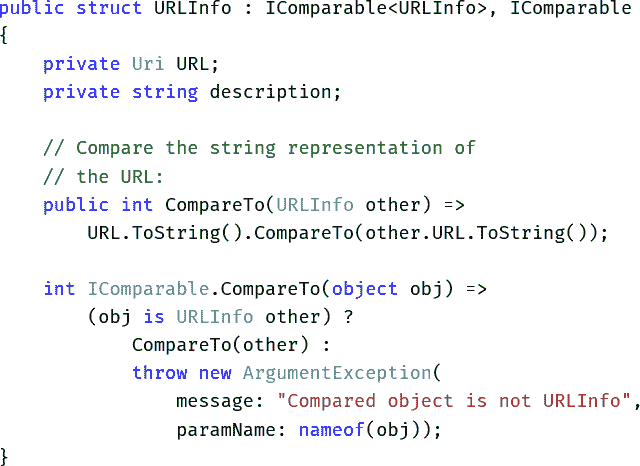 public struct URLInfo : IComparable<URLInfo>, IComparable
{
    private Uri URL;
    private string description;

    // Compare the string representation of
    // the URL:
    public int CompareTo(URLInfo other) =>
        URL.ToString().CompareTo(other.URL.ToString());

    int IComparable.CompareTo(object obj) =>
        (obj is URLInfo other) ?
            CompareTo(other) :
            throw new ArgumentException(
                message: "Compared object is not URLInfo",
                paramName: nameof(obj));
}